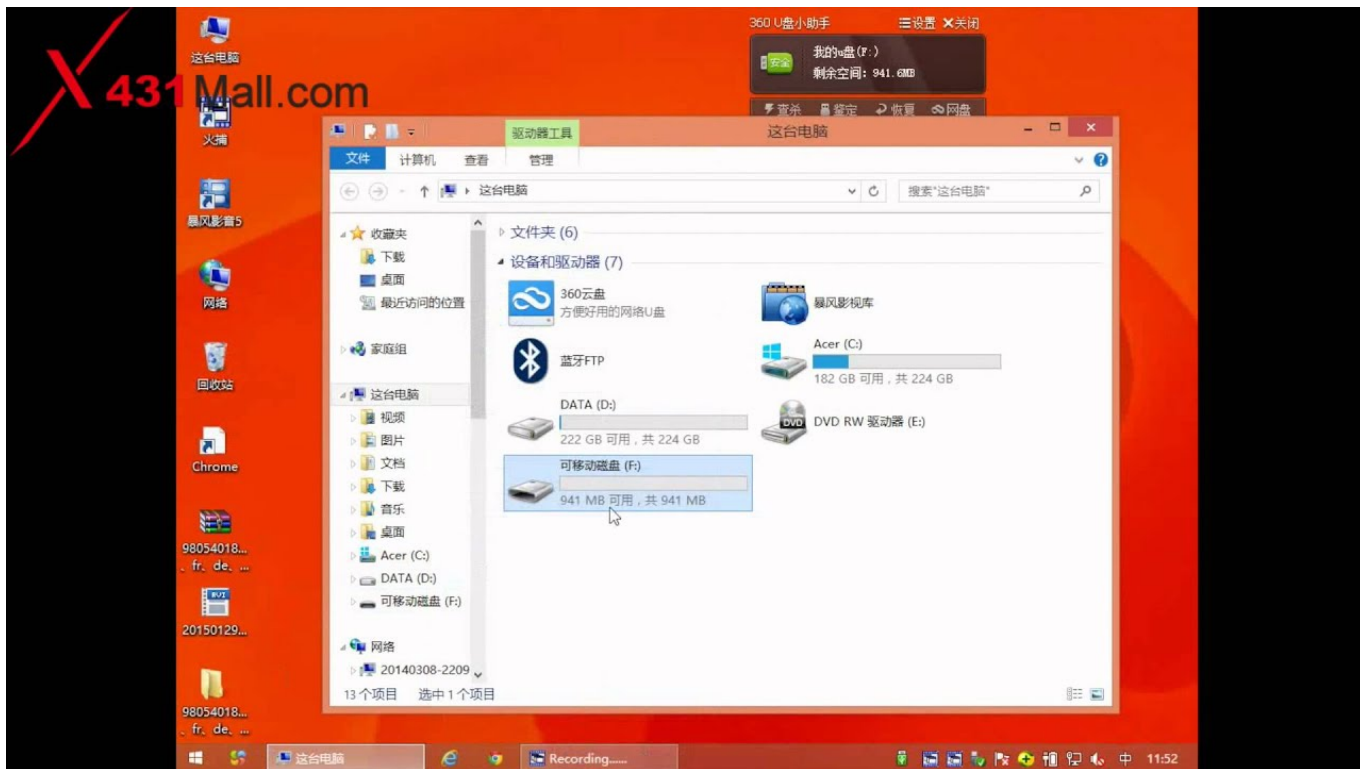 X431Mall.com
360 U盘小助手
设置
关闭
我的u盘(F:)
剩余空间: 941.6MB
查杀
鉴定
恢复
网盘
这台电脑
火捕
暴风影音5
网络
回收站
Chrome
98054018...
、fr、de、...
20150129...
98054018...
、fr、de、...
驱动器工具
这台电脑
文件
计算机
查看
管理
这台电脑
搜索"这台电脑"
收藏夹
下载
桌面
最近访问的位置
家庭组
这台电脑
视频
图片
文档
下载
音乐
桌面
Acer (C:)
DATA (D:)
可移动磁盘 (F:)
网络
20140308-2209
文件夹 (6)
设备和驱动器 (7)
360云盘
方便好用的网络U盘
暴风影视库
蓝牙FTP
Acer (C:)
182 GB 可用，共 224 GB
DATA (D:)
222 GB 可用，共 224 GB
DVD
DVD RW 驱动器 (E:)
可移动磁盘 (F:)
941 MB 可用，共 941 MB
13 个项目
选中 1 个项目
这台电脑
Recording......
中
11:52